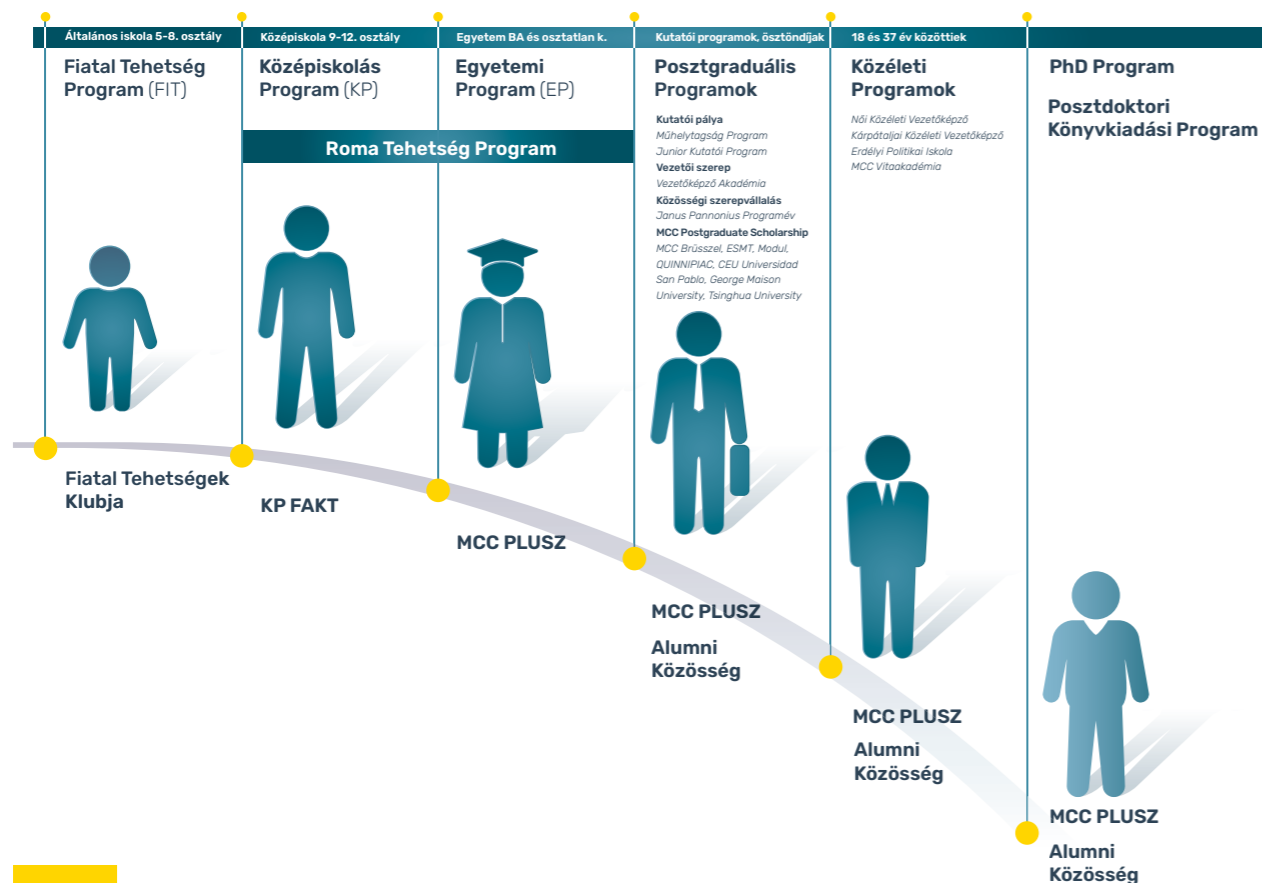 Általános iskola 5-8. osztály
Fiatal Tehetség
Program (FIT)
Középiskola 9-12. osztály
Középiskolás
Program (KP)
Egyetem BA és osztatlan k.
Egyetemi
Program (EP)
Roma Tehetség Program
Kutatói programok, ösztöndíjak
Posztgraduális
Programok
Kutatói pálya
Műhelytagság Program
Junior Kutatói Program
Vezetői szerep
Vezetőképző Akadémia
Közösségi szerepvállalás
Janus Pannonius Programév
MCC Postgraduate Scholarship
MCC Brüsszel, ESMT, Modul,
QUINNIPIAC, CEU Universidad
San Pablo, George Maison
University, Tsinghua University
18 és 37 év közöttiek
Közéleti
Programok
Női Közéleti Vezetőképző
Kárpátaljai Közéleti Vezetőképző
Erdélyi Politikai Iskola
MCC Vitaakadémia
PhD Program
Posztdoktori
Könyvkiadási Program
Fiatal Tehetségek
Klubja
KP FAKT
MCC PLUSZ
MCC PLUSZ
Alumni
Közösség
MCC PLUSZ
Alumni
Közösség
MCC PLUSZ
Alumni
Közösség